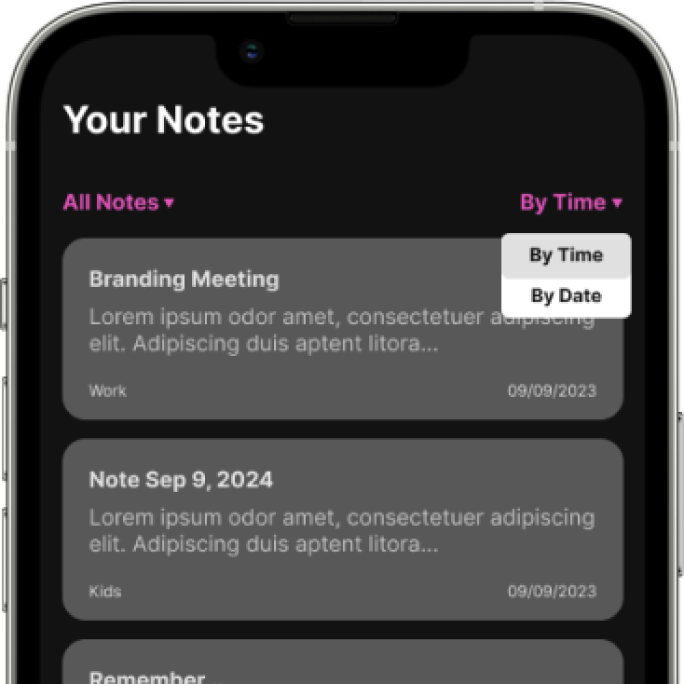 Your Notes
All Notes ▾
By Time ▾
By Time
By Date
Branding Meeting
Lorem ipsum odor amet, consectetuer adipiscing
elit. Adipiscing duis aptent litora...
Work
09/09/2023
Note Sep 9, 2024
Lorem ipsum odor amet, consectetuer adipiscing
elit. Adipiscing duis aptent litora...
Kids
09/09/2023
Remember...